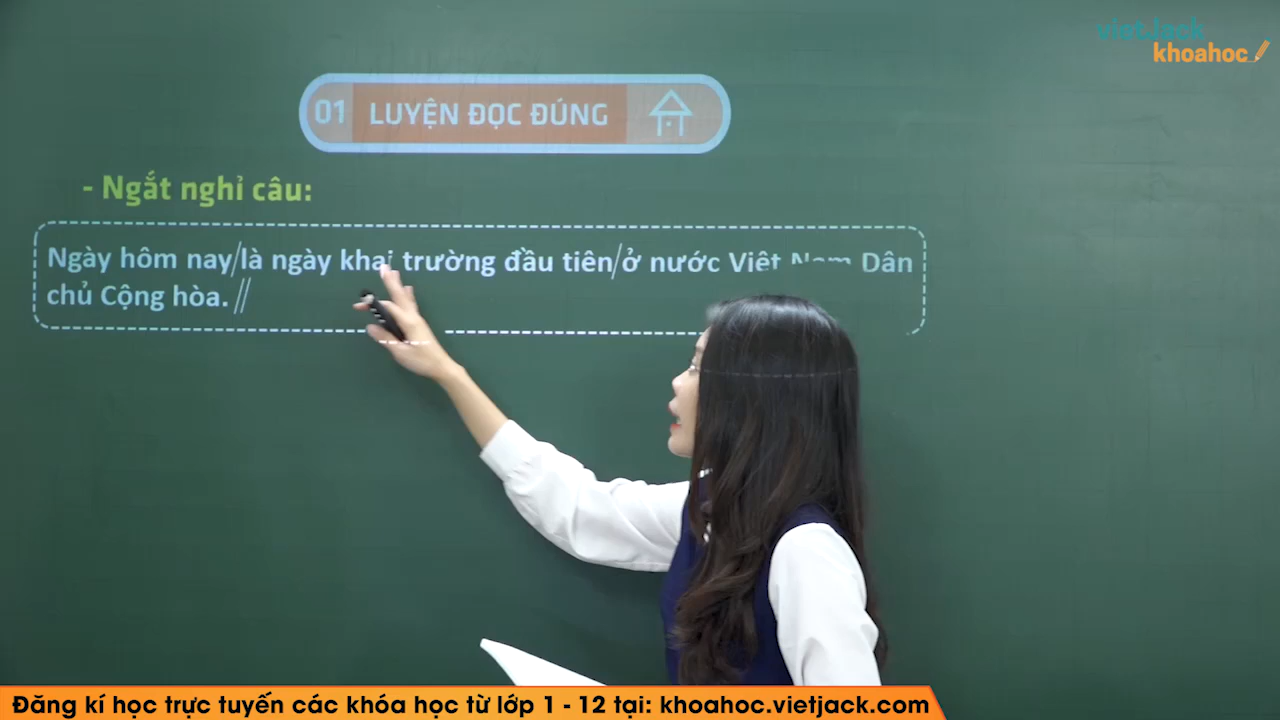 vietJack
khoahoc
01 LUYỆN ĐỌC ĐÚNG
- Ngắt nghỉ câu:
Ngày hôm nay/là ngày khai trường đầu tiên/ở nước Việt Nam Dân
chủ Cộng hòa. //
Đăng kí học trực tuyến các khóa học từ lớp 1 - 12 tại: khoahoc.vietjack.com